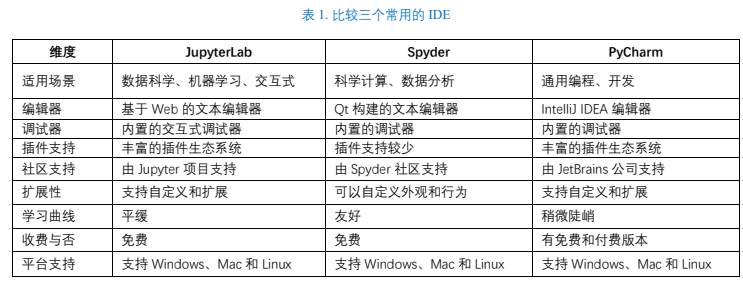 表 1. 比较三个常用的 IDE
维度 JupyterLab Spyder PyCharm
适用场景 数据科学、机器学习、交互式 科学计算、数据分析 通用编程、开发
编辑器 基于 Web 的文本编辑器 Qt 构建的文本编辑器 IntelliJ IDEA 编辑器
调试器 内置的交互式调试器 内置的调试器 内置的调试器
插件支持 丰富的插件生态系统 插件支持较少 丰富的插件生态系统
社区支持 由 Jupyter 项目支持 由 Spyder 社区支持 由 JetBrains 公司支持
扩展性 支持自定义和扩展 可以自定义外观和行为 支持自定义和扩展
学习曲线 平缓 友好 稍微陡峭
收费与否 免费 免费 有免费和付费版本
平台支持 支持 Windows、Mac 和 Linux 支持 Windows、Mac 和 Linux 支持 Windows、Mac 和 Linux